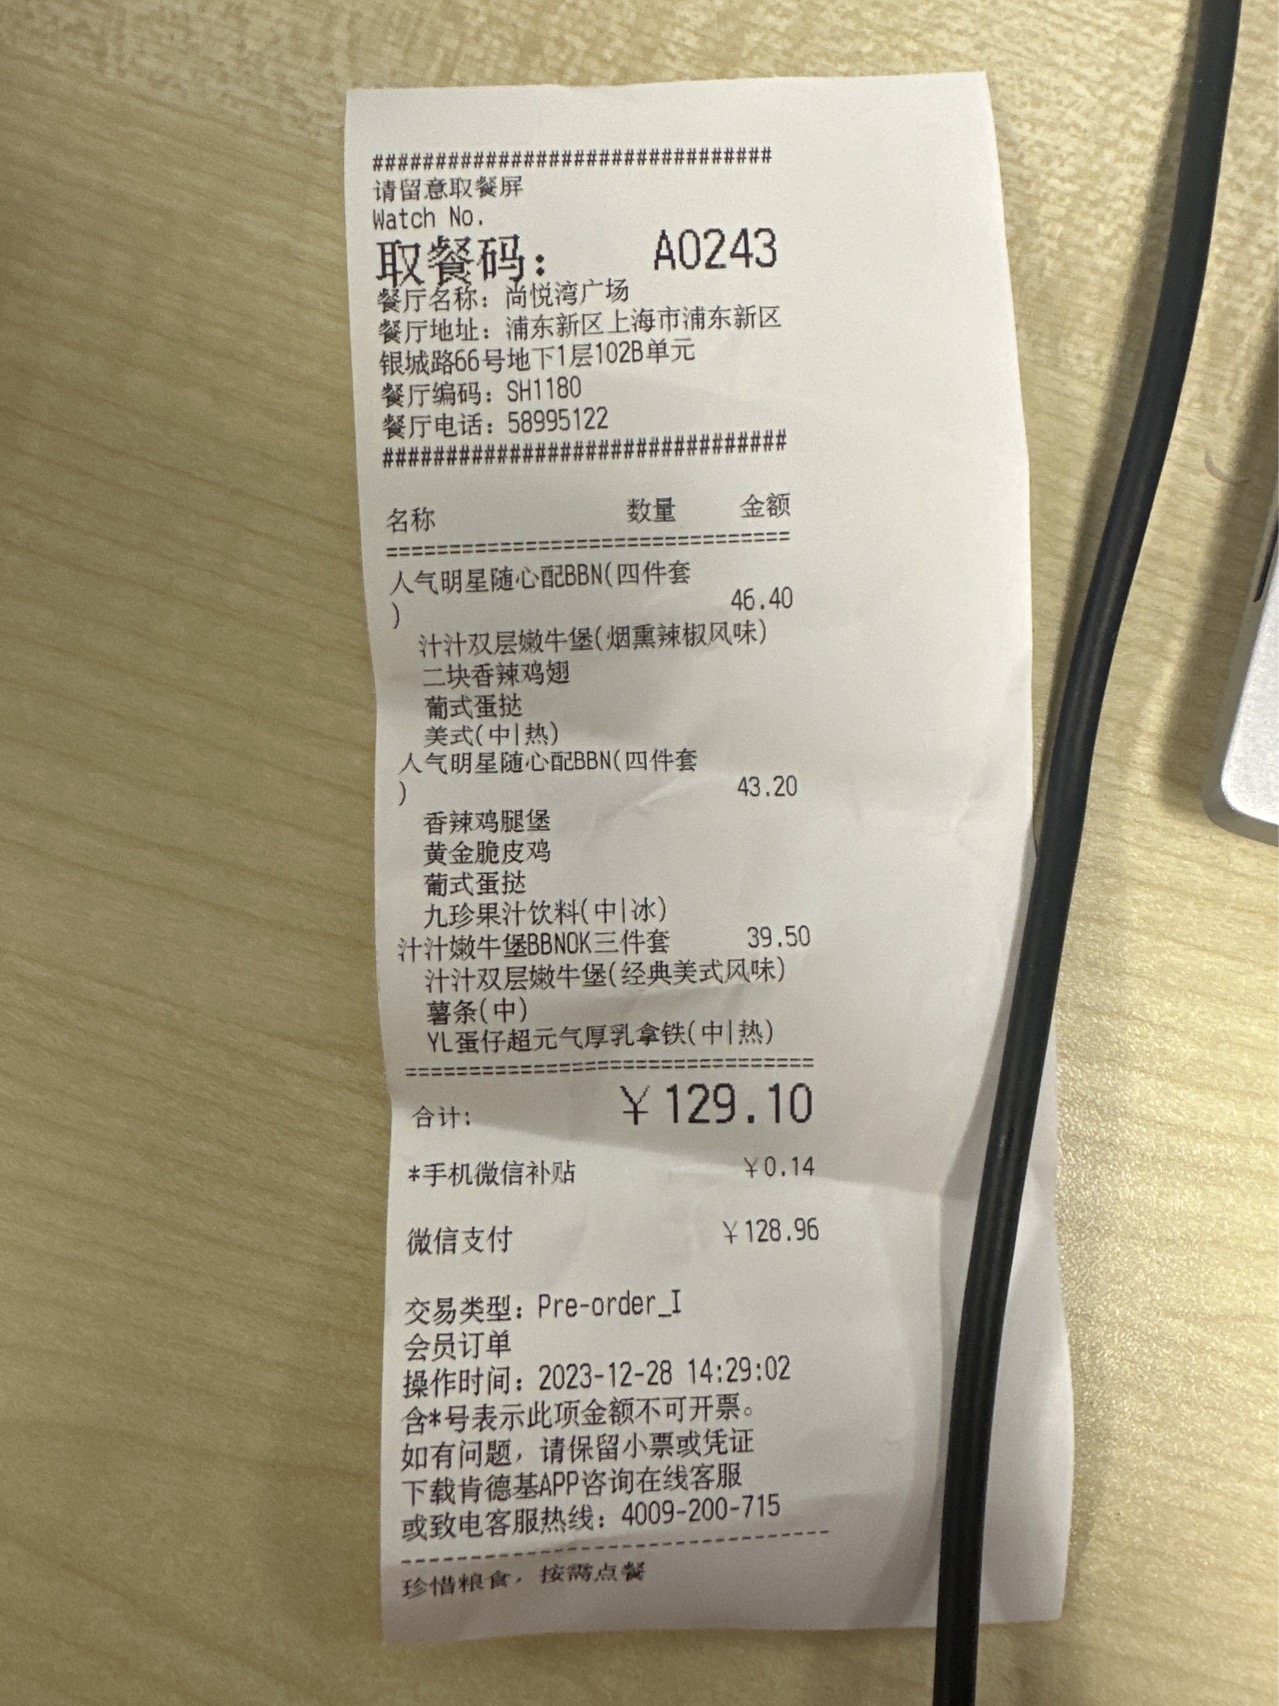 ################################
请留意取餐屏
Watch No.
取餐码： A0243
餐厅名称：尚悦湾广场
餐厅地址：浦东新区上海市浦东新区
银城路66号地下1层102B单元
餐厅编码：SH1180
餐厅电话：58995122
################################
名称 数量 金额
================================
人气明星随心配BBN(四件套
) 46.40
汁汁双层嫩牛堡(烟熏辣椒风味)
二块香辣鸡翅
葡式蛋挞
美式(中|热)
人气明星随心配BBN(四件套
) 43.20
香辣鸡腿堡
黄金脆皮鸡
葡式蛋挞
九珍果汁饮料(中|冰)
汁汁嫩牛堡BBNOK三件套 39.50
汁汁双层嫩牛堡(经典美式风味)
薯条(中)
YL蛋仔超元气厚乳拿铁(中|热)
================================
合计： ￥129.10
*手机微信补贴 ￥0.14
微信支付 ￥128.96
交易类型：Pre-order_I
会员订单
操作时间：2023-12-28 14:29:02
含*号表示此项金额不可开票。
如有问题，请保留小票或凭证
下载肯德基APP咨询在线客服
或致电客服热线：4009-200-715
--------------------------------
珍惜粮食，按需点餐